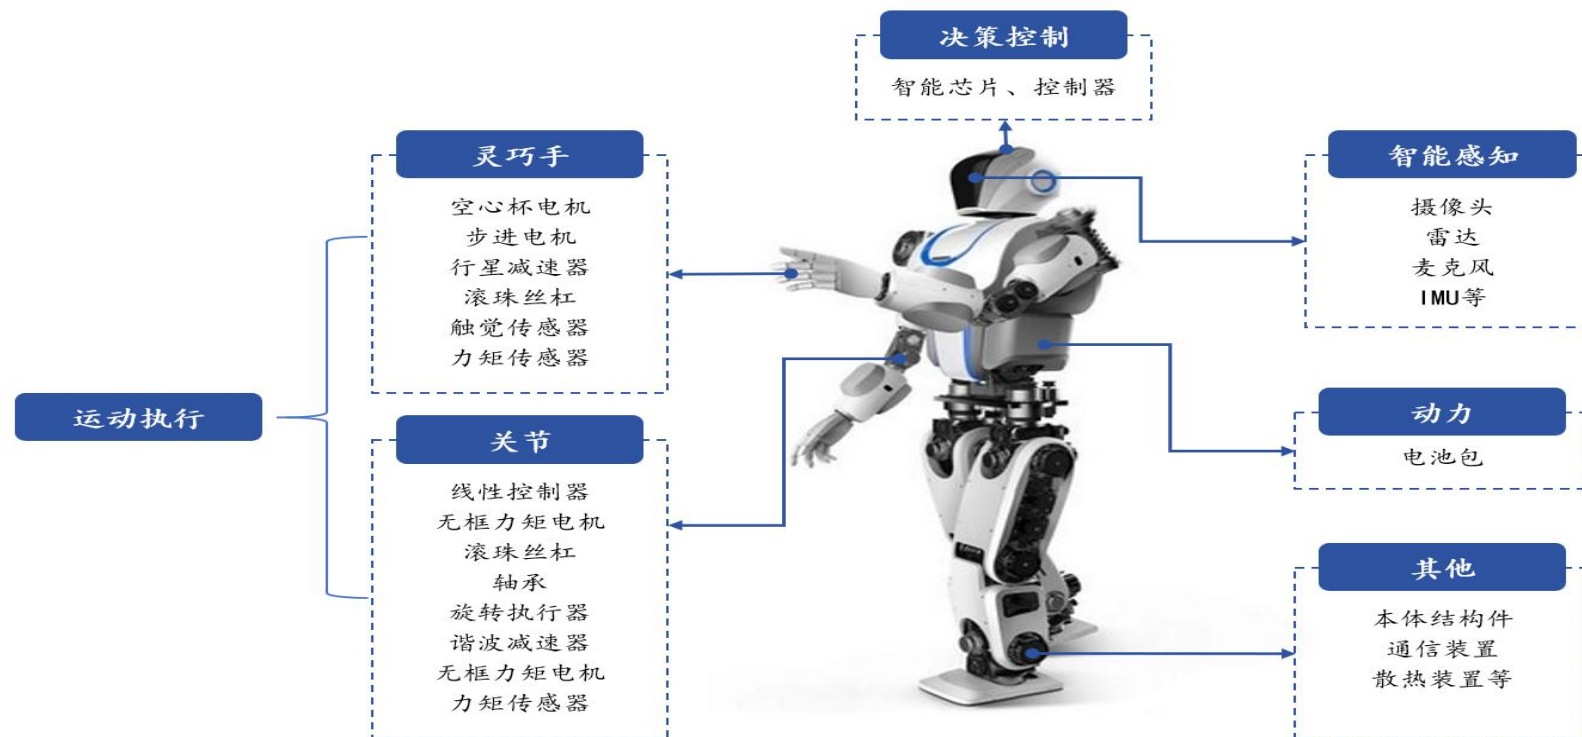 决策控制
智能芯片、控制器
灵巧手
空心杯电机
步进电机
行星减速器
滚珠丝杠
触觉传感器
力矩传感器
智能感知
摄像头
雷达
麦克风
IMU等
运动执行
关节
线性控制器
无框力矩电机
滚珠丝杠
轴承
旋转执行器
谐波减速器
无框力矩电机
力矩传感器
动力
电池包
其他
本体结构件
通信装置
散热装置等